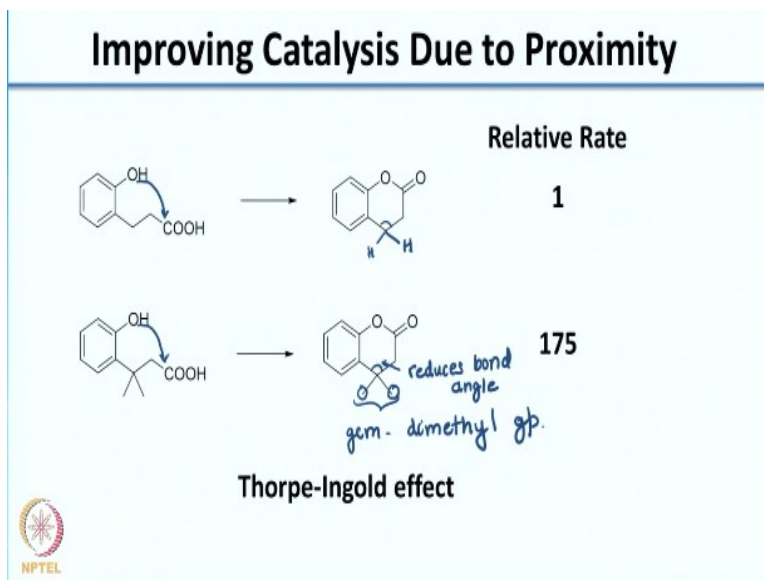 Improving Catalysis Due to Proximity
Relative Rate
OH
COOH
O
O
H
H
1
OH
COOH
O
O
reduces bond
angle
175
gem- dimethyl gp.
Thorpe-Ingold effect
NPTEL